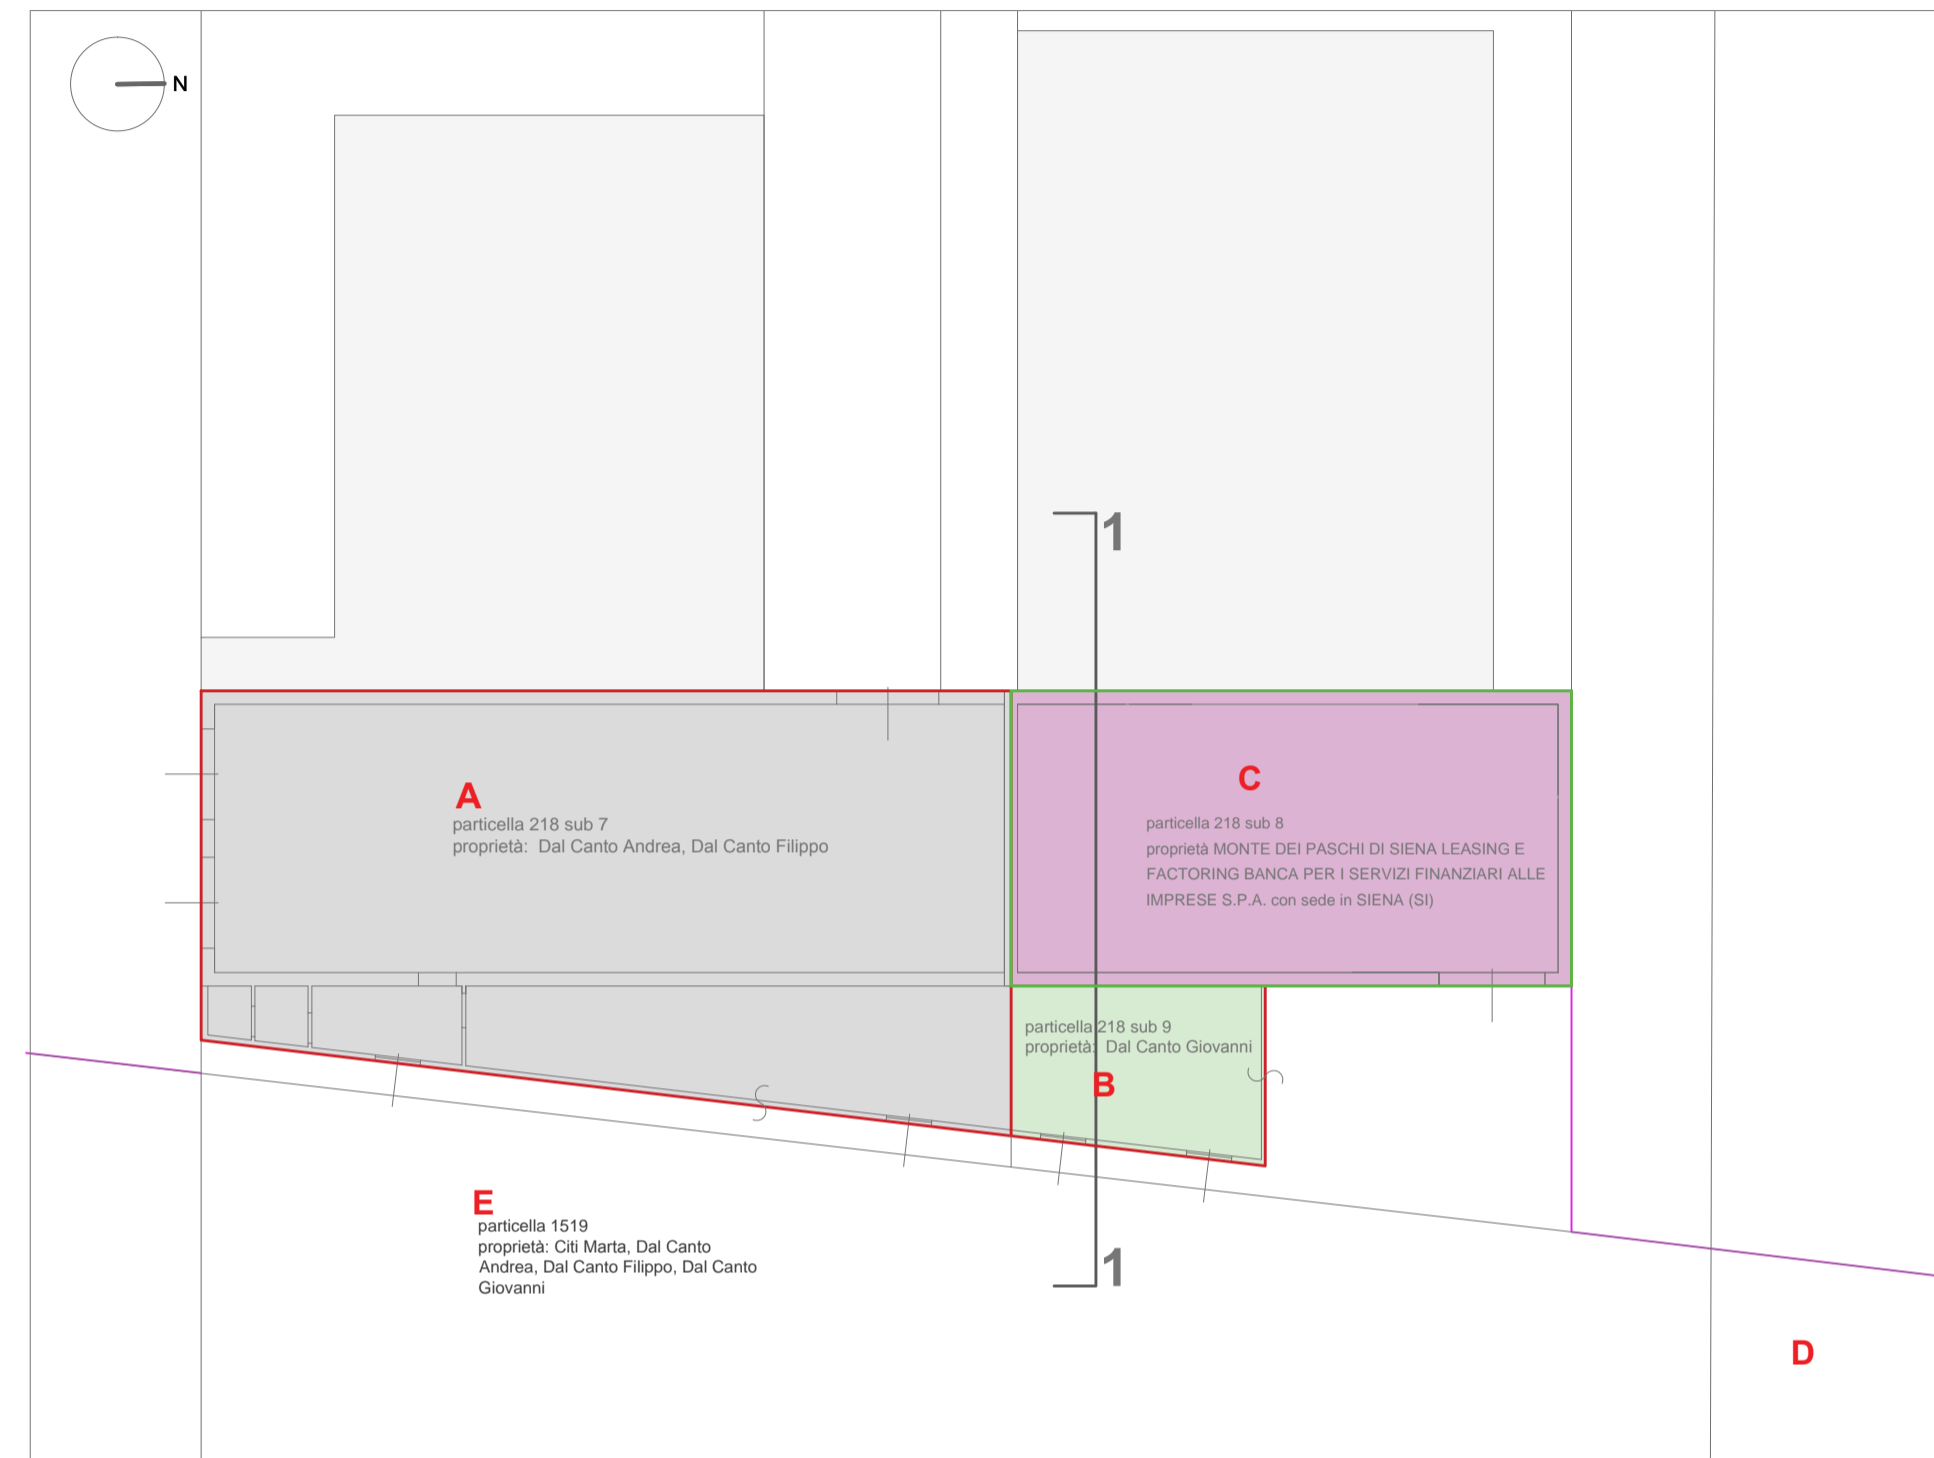 N
1
A
particella 218 sub 7
proprietà: Dal Canto Andrea, Dal Canto Filippo
C
particella 218 sub 8
proprietà MONTE DEI PASCHI DI SIENA LEASING E
FACTORING BANCA PER I SERVIZI FINANZIARI ALLE
IMPRESE S.P.A. con sede in SIENA (SI)
particella 218 sub 9
proprietà: Dal Canto Giovanni
B
E
particella 1519
proprietà: Citi Marta, Dal Canto
Andrea, Dal Canto Filippo, Dal Canto
Giovanni
1
D